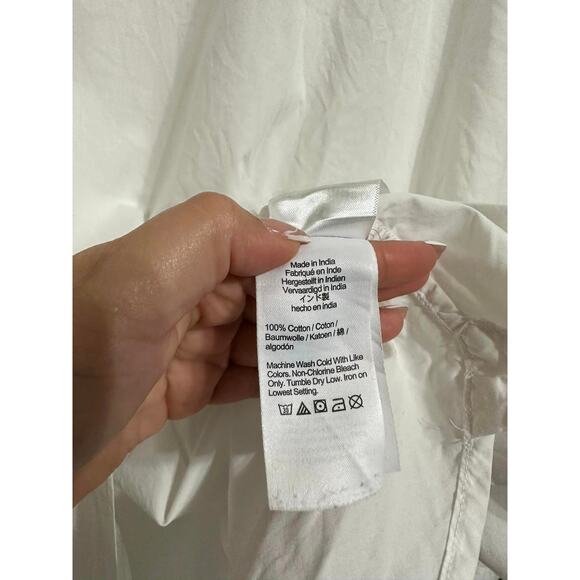 Made in India
Fabriqué en Inde
Hergestellt in Indien
Vervaardigd in India
インド製
hecho en india
100% Cotton / Coton /
Baumwolle / Katoen / 綿 /
algodón
Machine Wash Cold With Like
Colors. Non-Chlorine Bleach
Only. Tumble Dry Low. Iron on
Lowest Setting.